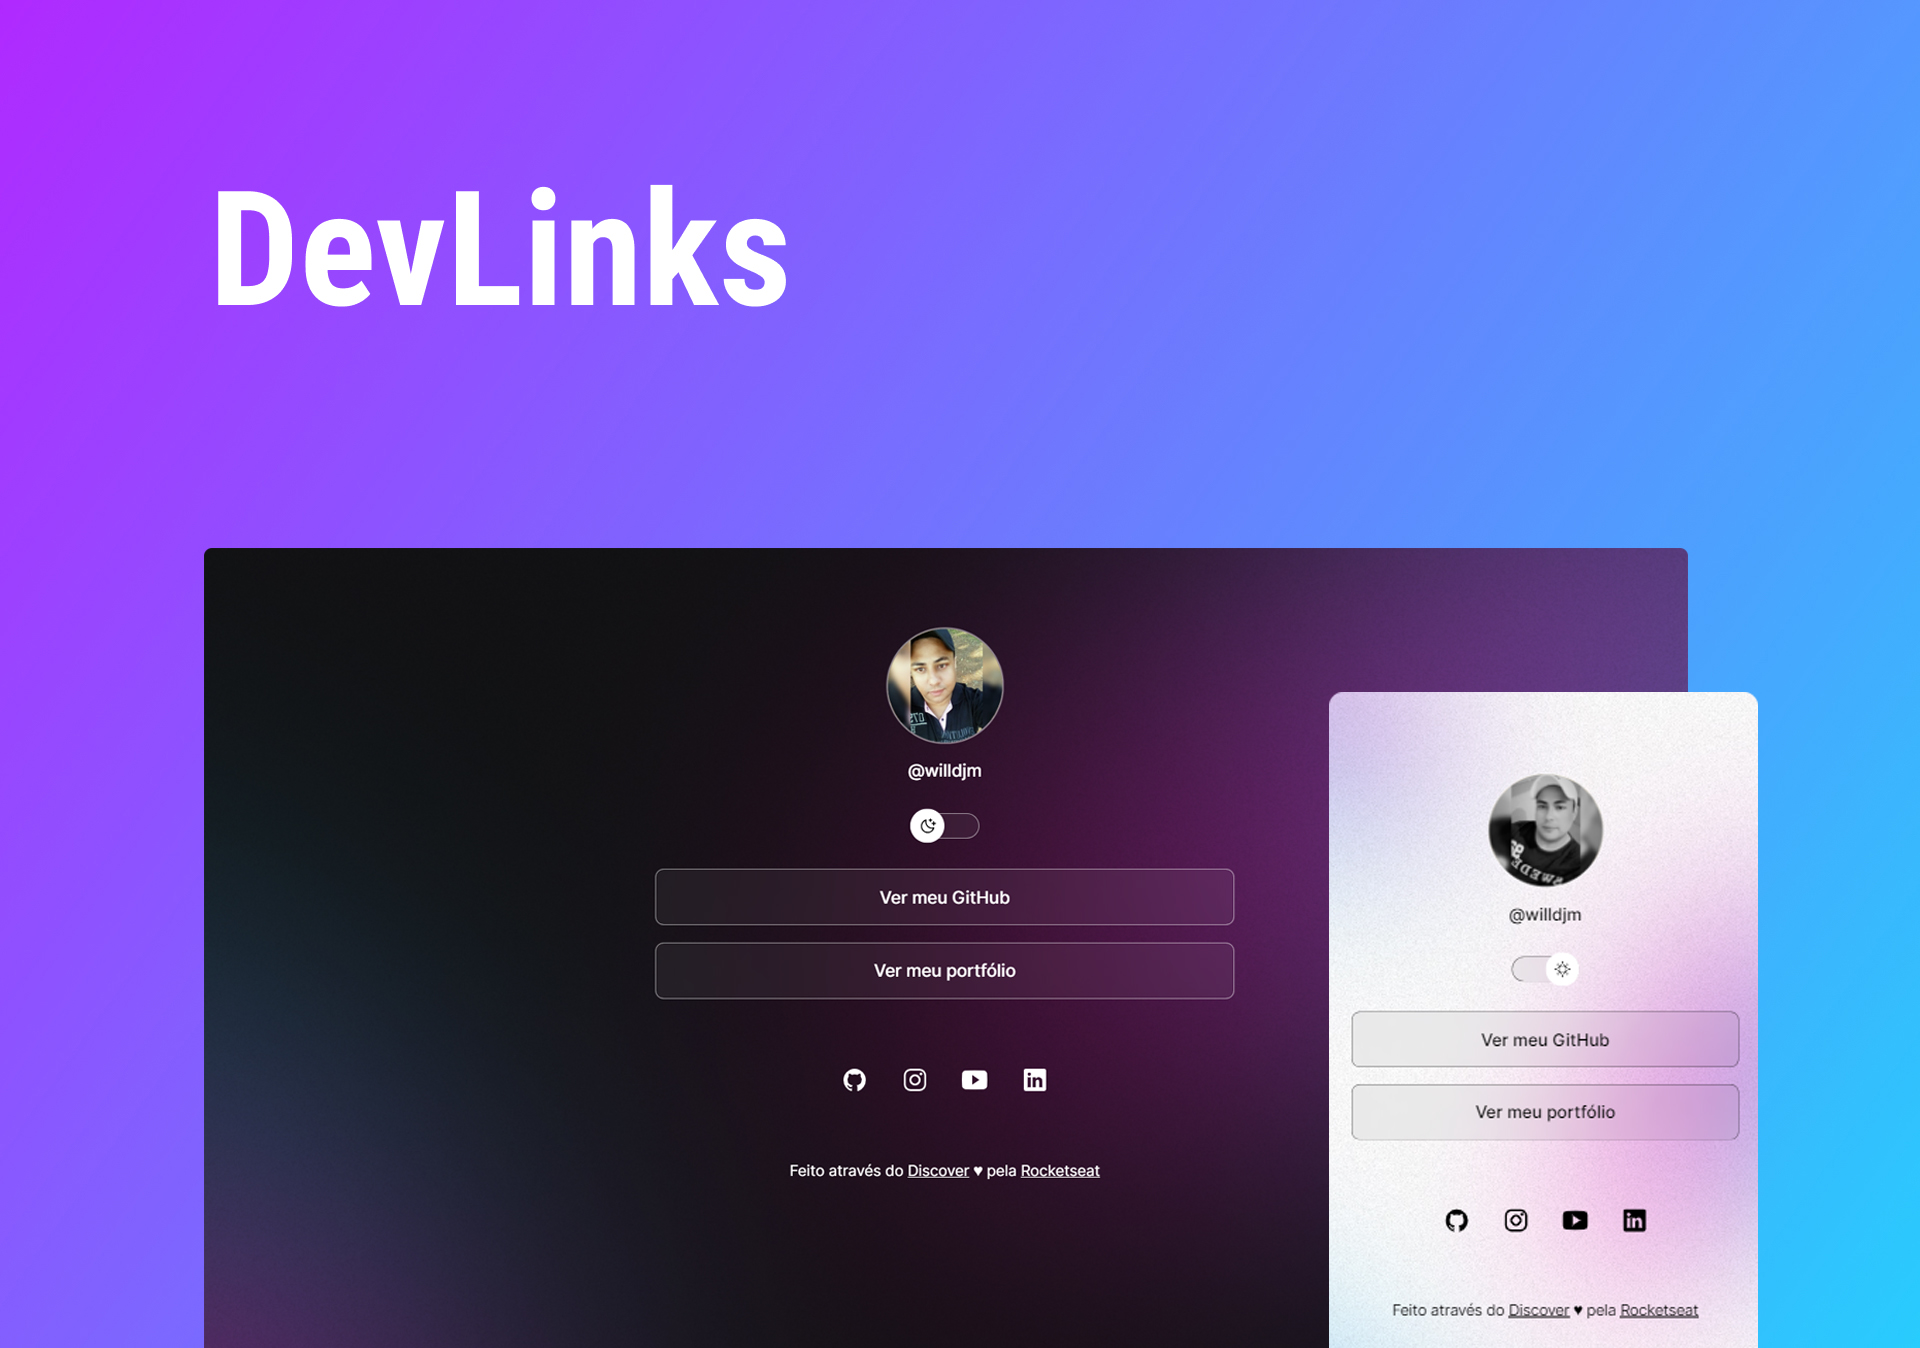 DevLinks
@willdjm
Ver meu GitHub
Ver meu portfólio
Feito através do Discover ♥ pela Rocketseat
@willdjm
Ver meu GitHub
Ver meu portfólio
Feito através do Discover ♥ pela Rocketseat